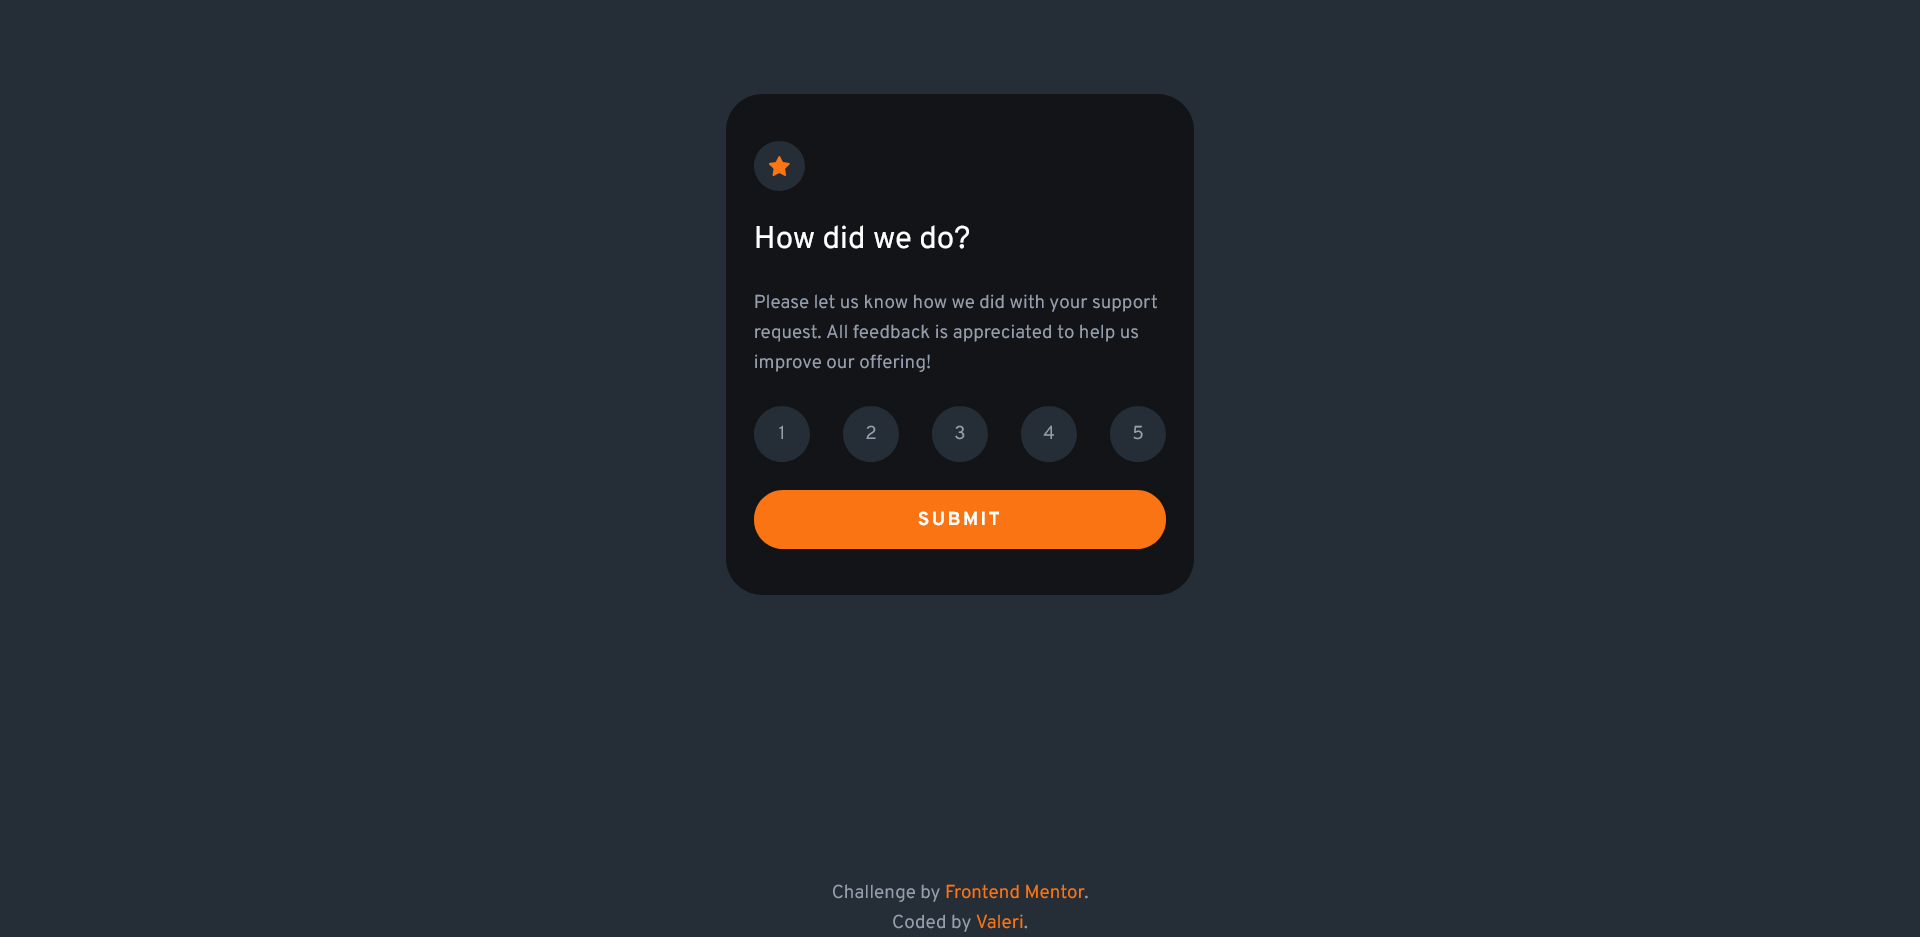 How did we do?
Please let us know how we did with your support
request. All feedback is appreciated to help us
improve our offering!
1 2 3 4 5
SUBMIT
Challenge by Frontend Mentor.
Coded by Valeri.